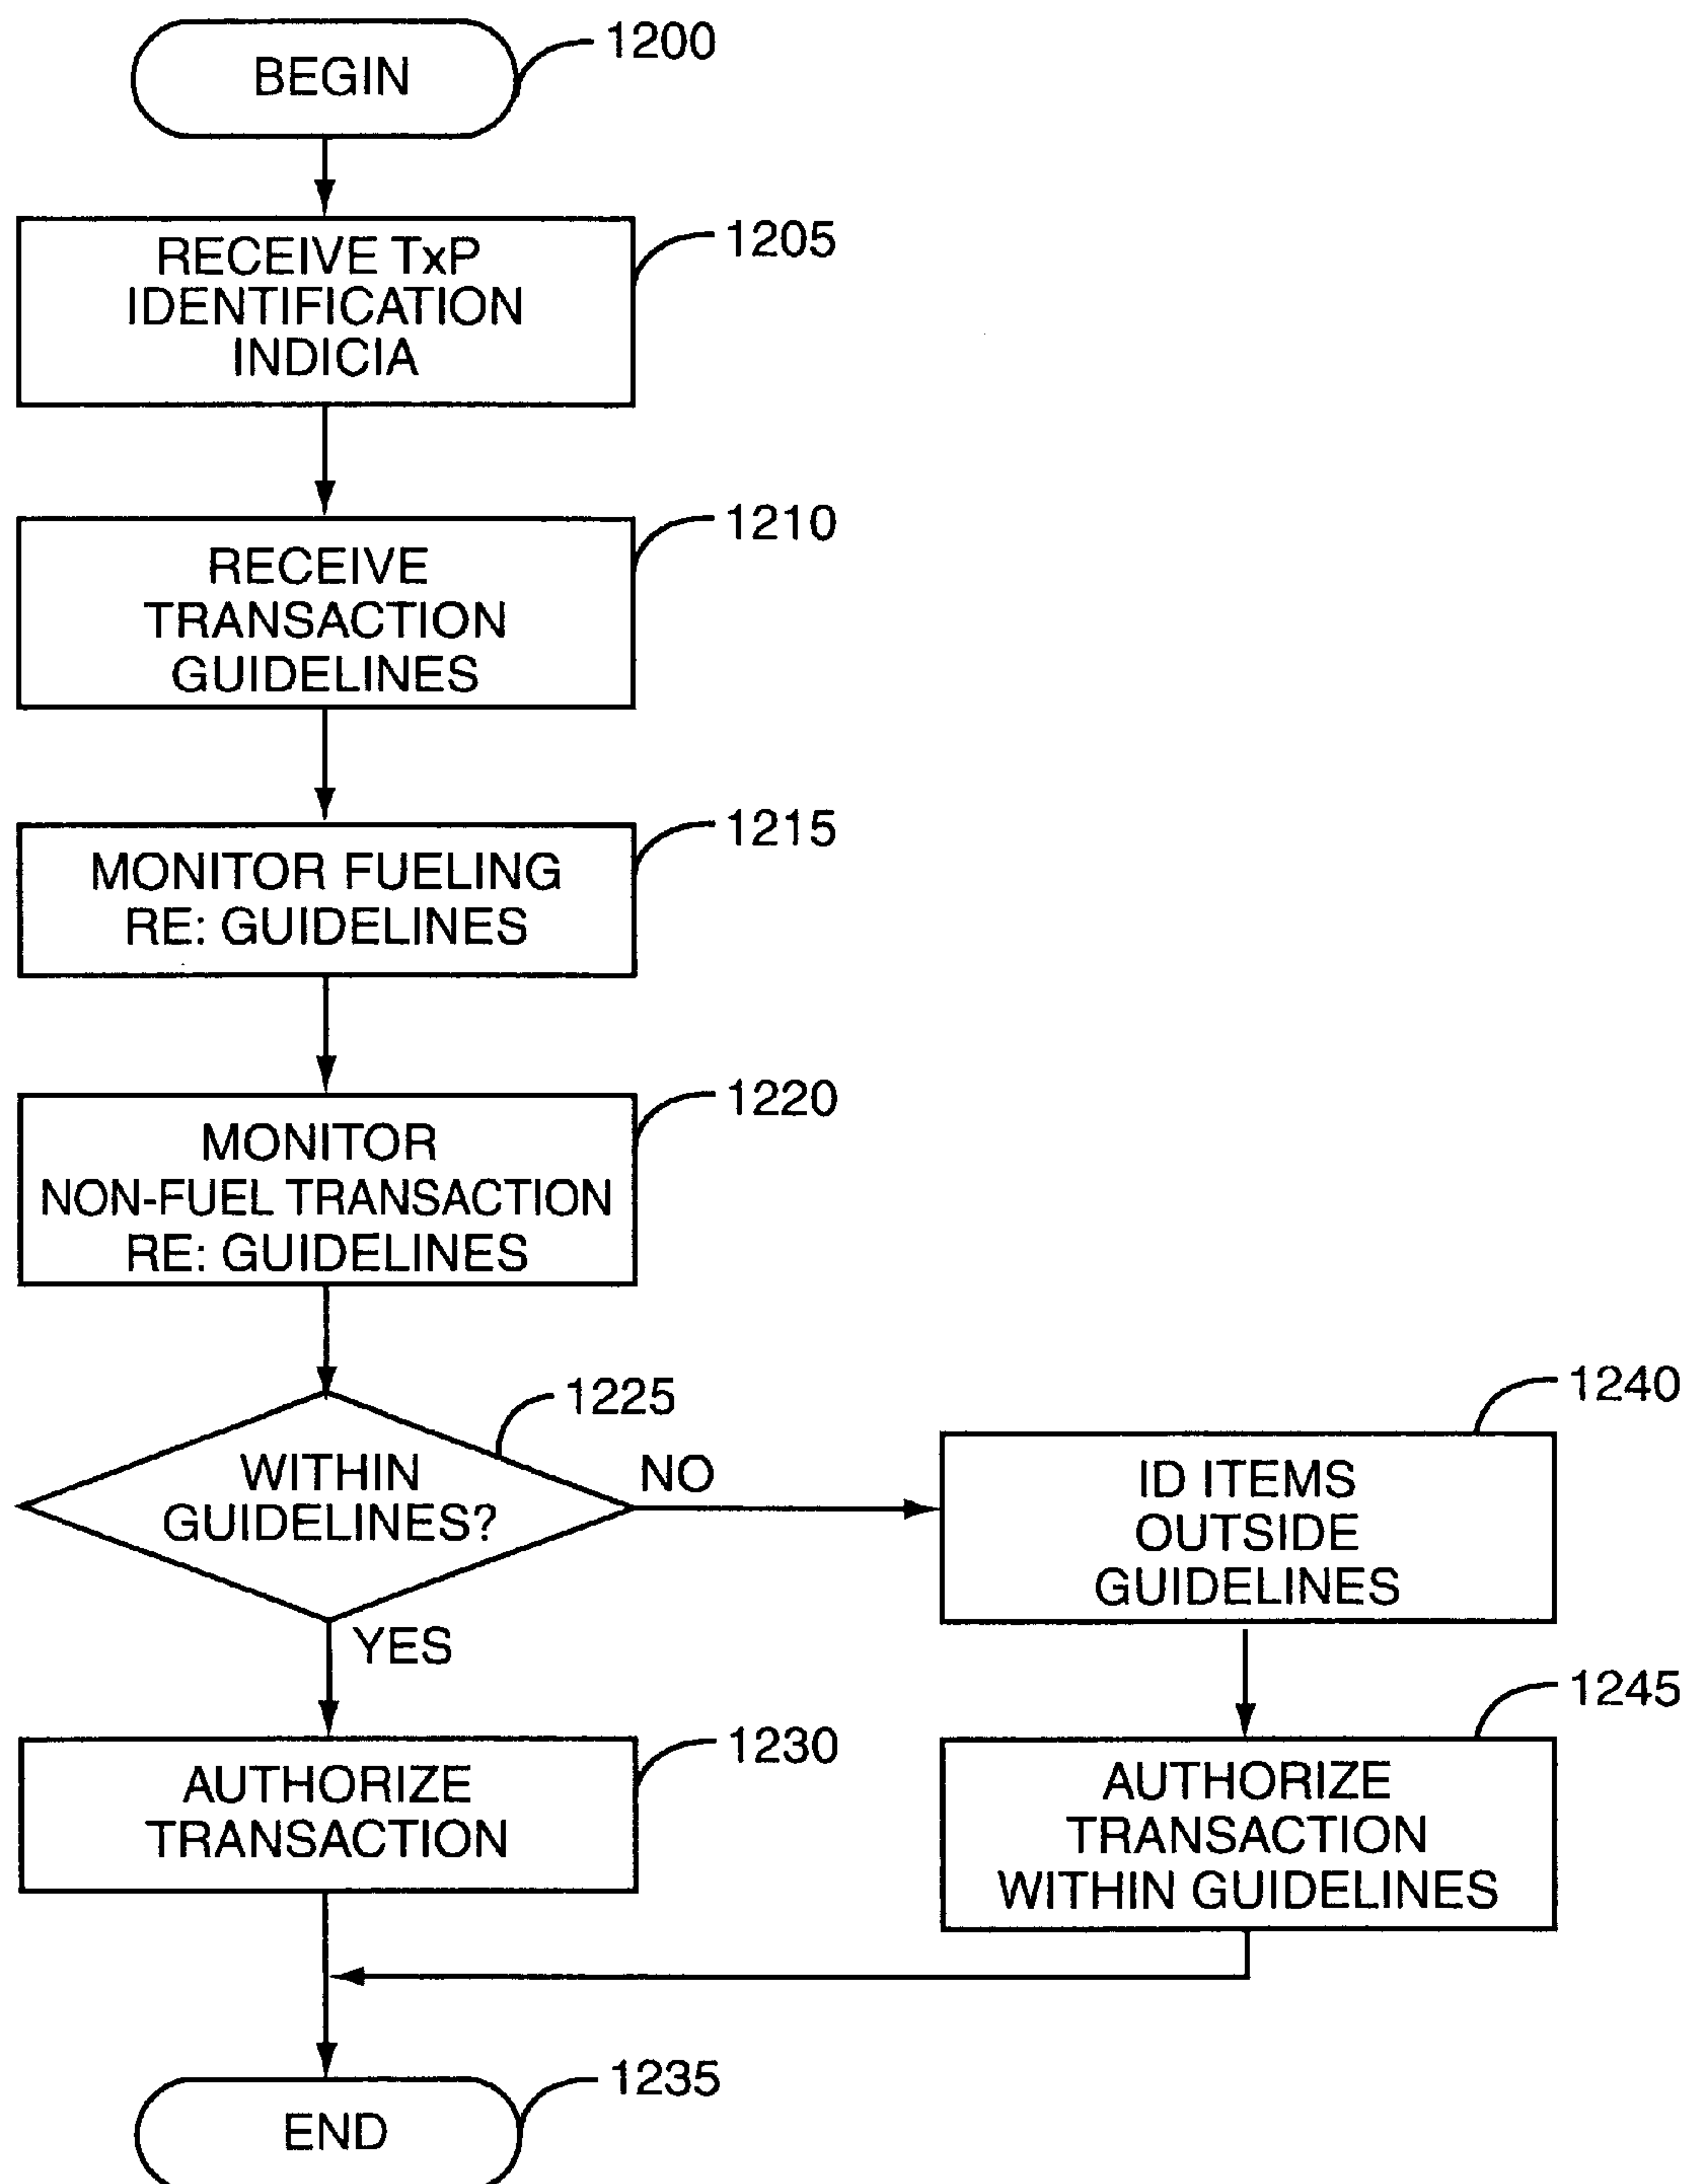 BEGIN
1200
RECEIVE TxP
IDENTIFICATION
INDICIA
1205
RECEIVE
TRANSACTION
GUIDELINES
1210
MONITOR FUELING
RE: GUIDELINES
1215
MONITOR
NON-FUEL TRANSACTION
RE: GUIDELINES
1220
WITHIN
GUIDELINES?
1225
NO
YES
ID ITEMS
OUTSIDE
GUIDELINES
1240
AUTHORIZE
TRANSACTION
1230
AUTHORIZE
TRANSACTION
WITHIN GUIDELINES
1245
END
1235